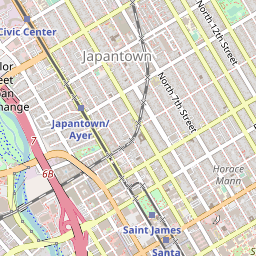 Civic Center
Japantown
North 12th Street
North 7th Street
Japantown/
Ayer
7
6B
Horace
Mann
Saint James
Santa